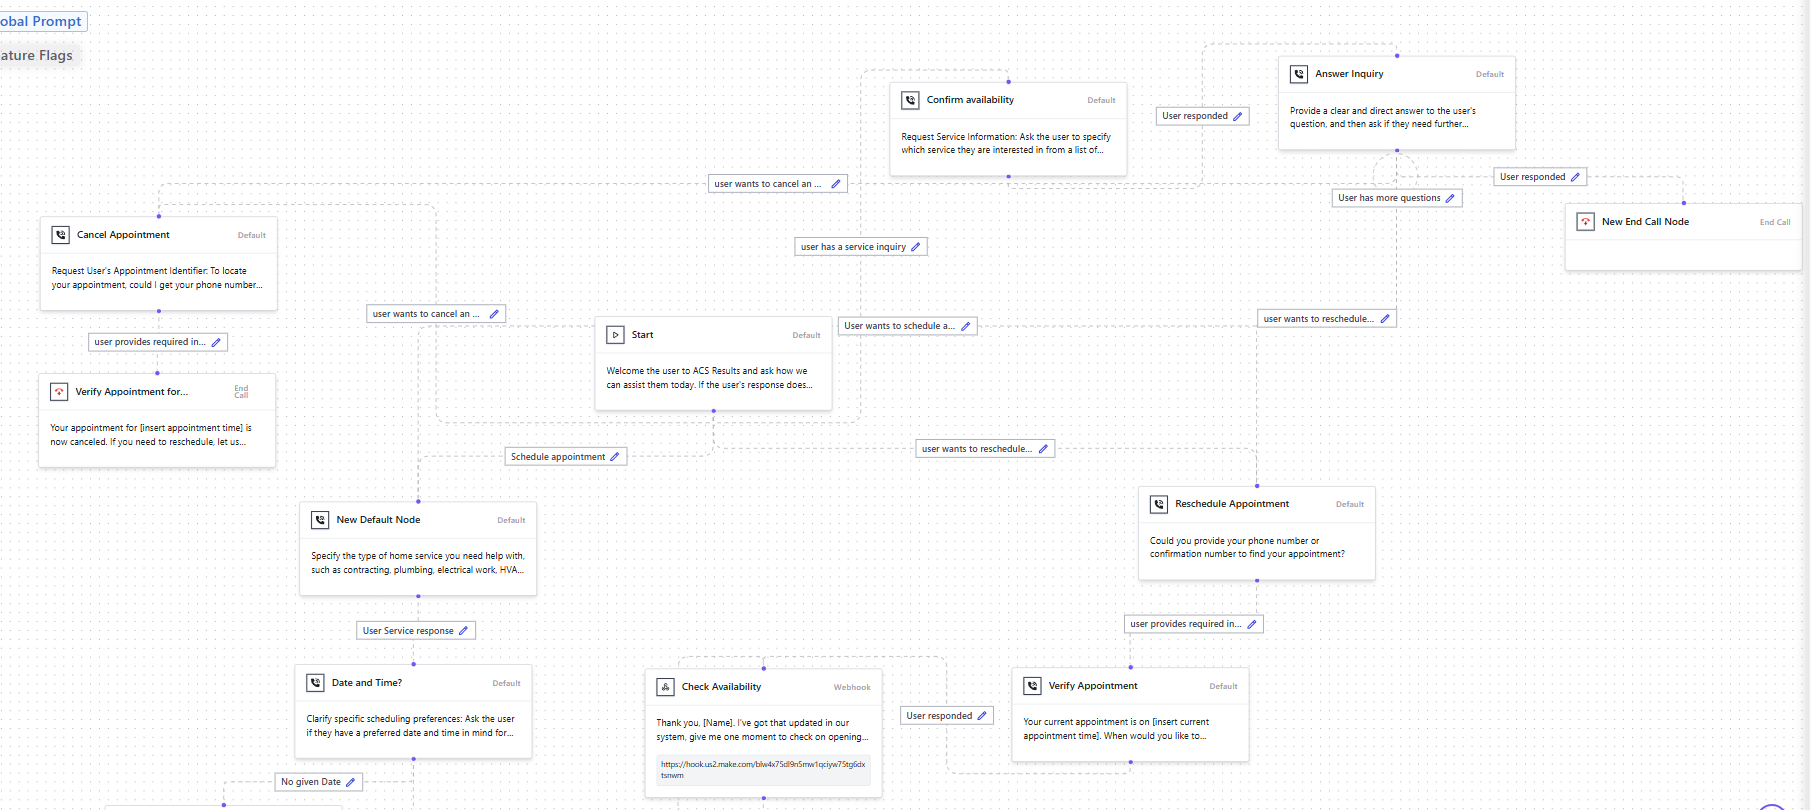 obal Prompt
ature Flags
Answer Inquiry
Default
Provide a clear and direct answer to the user's
question, and then ask if they need further...
Confirm availability
Default
Request Service Information: Ask the user to specify
which service they are interested in from a list of...
User responded
User responded
user wants to cancel an ...
User has more questions
New End Call Node
End Call
Cancel Appointment
Default
Request User's Appointment Identifier: To locate
your appointment, could I get your phone number...
user has a service inquiry
user wants to cancel an ...
Start
Default
Welcome the user to ACS Results and ask how we
can assist them today. If the user's response does...
User wants to schedule a...
user wants to reschedule...
user provides required in...
Verify Appointment for...
End
Call
Your appointment for [insert appointment time] is
now canceled. If you need to reschedule, let us...
Schedule appointment
user wants to reschedule...
New Default Node
Default
Specify the type of home service you need help with,
such as contracting, plumbing, electrical work, HVA...
Reschedule Appointment
Default
Could you provide your phone number or
confirmation number to find your appointment?
User Service response
user provides required in...
Date and Time?
Default
Clarify specific scheduling preferences: Ask the user
if they have a preferred date and time in mind for...
Check Availability
Webhook
Thank you, [Name]. I've got that updated in our
system, give me one moment to check on opening...
https://hook.us2.make.com/blw4x75dl9n5mw1qciyw75tg6dx
tsnwm
User responded
Verify Appointment
Default
Your current appointment is on [insert current
appointment time]. When would you like to...
No given Date